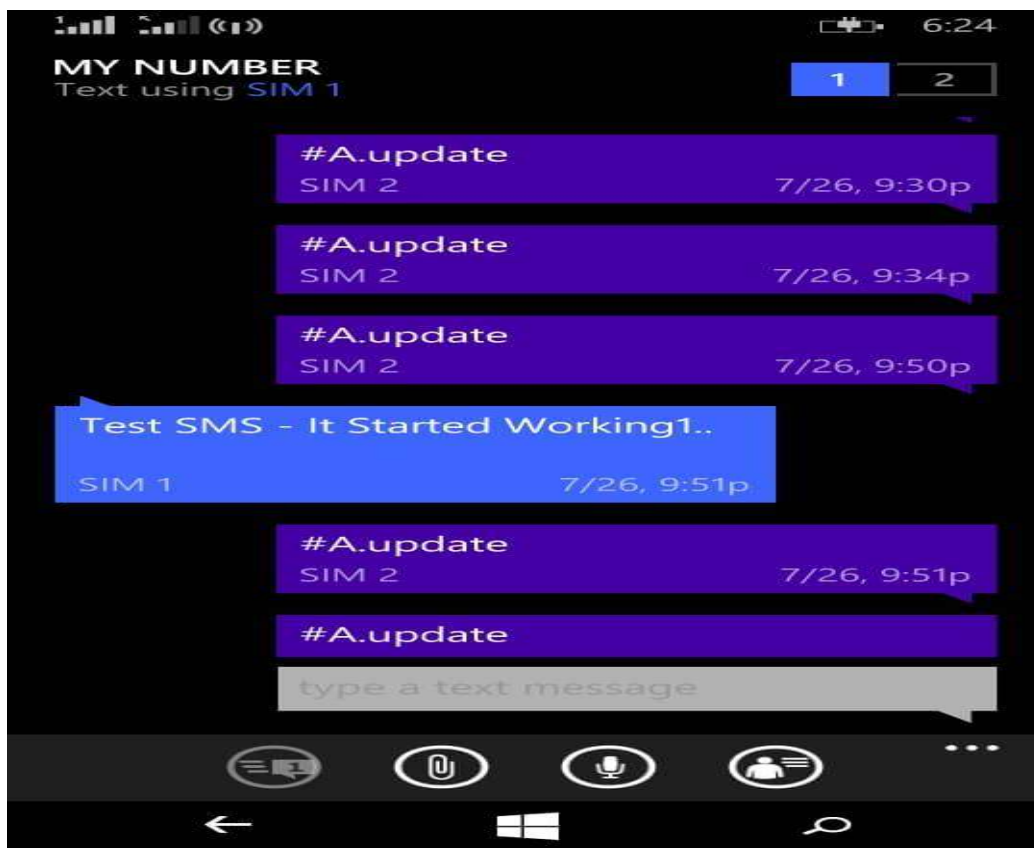 6:24
MY NUMBER
Text using SIM 1
1 2
#A.update
SIM 2 7/26, 9:30p
#A.update
SIM 2 7/26, 9:34p
#A.update
SIM 2 7/26, 9:50p
Test SMS - It Started Working1..
SIM 1 7/26, 9:51p
#A.update
SIM 2 7/26, 9:51p
#A.update
type a text message
1